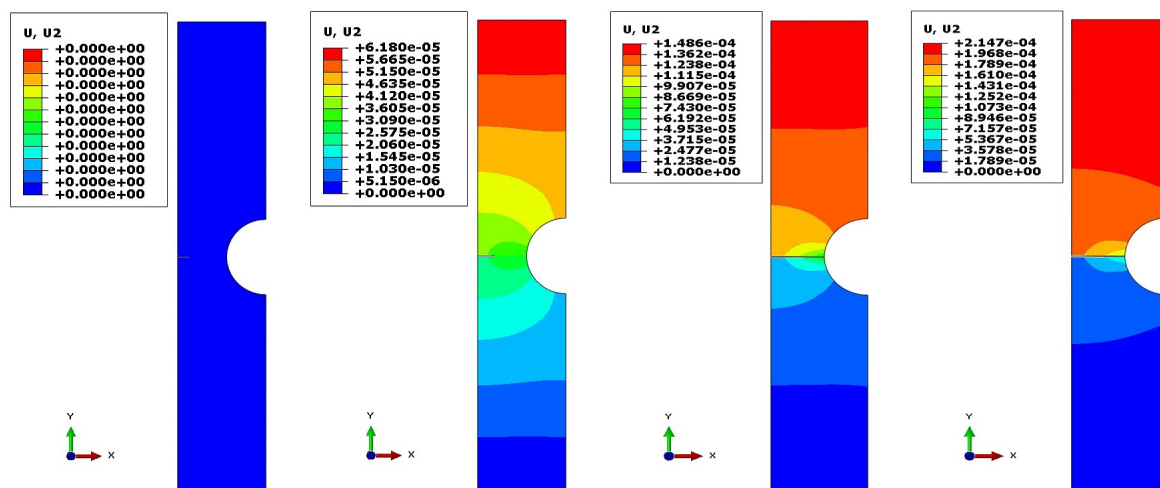 U, U2
+0.000e+00
+0.000e+00
+0.000e+00
+0.000e+00
+0.000e+00
+0.000e+00
+0.000e+00
+0.000e+00
+0.000e+00
+0.000e+00
+0.000e+00
+0.000e+00
+0.000e+00
Y
X
U, U2
+6.180e-05
+5.665e-05
+5.150e-05
+4.635e-05
+4.120e-05
+3.605e-05
+3.090e-05
+2.575e-05
+2.060e-05
+1.545e-05
+1.030e-05
+5.150e-06
+0.000e+00
Y
X
U, U2
+1.486e-04
+1.362e-04
+1.238e-04
+1.115e-04
+9.907e-05
+8.669e-05
+7.430e-05
+6.192e-05
+4.953e-05
+3.715e-05
+2.477e-05
+1.238e-05
+0.000e+00
Y
X
U, U2
+2.147e-04
+1.968e-04
+1.789e-04
+1.610e-04
+1.431e-04
+1.252e-04
+1.073e-04
+8.946e-05
+7.157e-05
+5.367e-05
+3.578e-05
+1.789e-05
+0.000e+00
Y
X